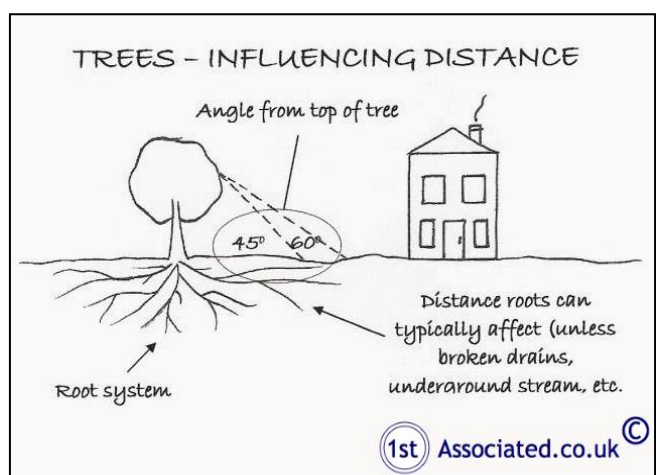 TREES – INFLUENCING DISTANCE
Angle from top of tree
45°
60°
Distance roots can
typically affect (unless
broken drains,
underground stream, etc.
Root system
1st Associated.co.uk ©